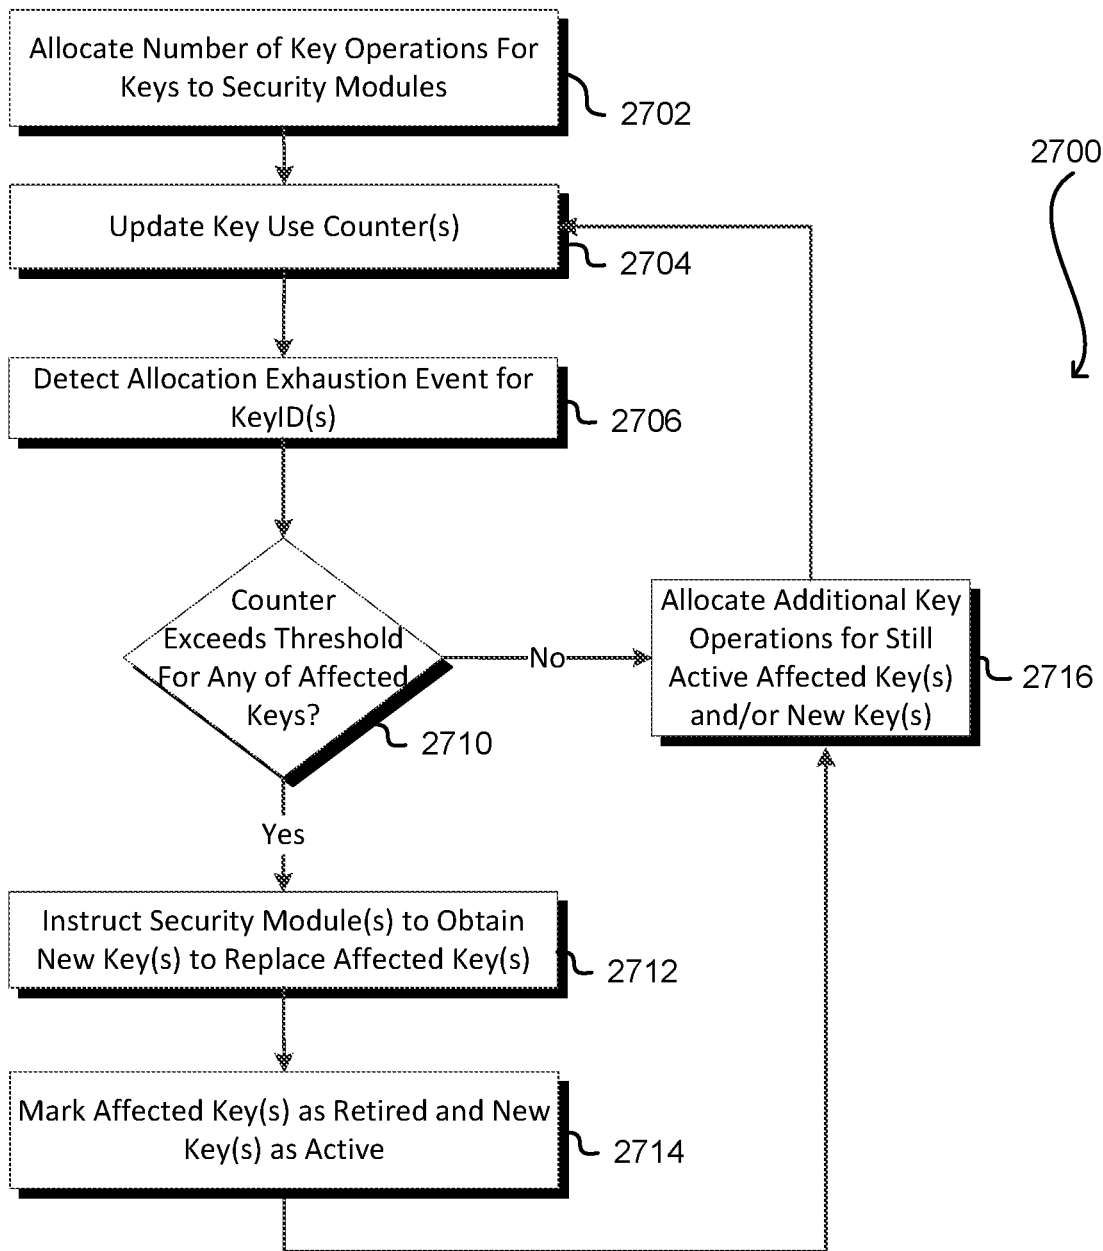 Allocate Number of Key Operations For
Keys to Security Modules
2702
2700
Update Key Use Counter(s)
2704
Detect Allocation Exhaustion Event for
KeyID(s)
2706
Counter
Exceeds Threshold
For Any of Affected
Keys?
2710
No
Allocate Additional Key
Operations for Still
Active Affected Key(s)
and/or New Key(s)
2716
Yes
Instruct Security Module(s) to Obtain
New Key(s) to Replace Affected Key(s)
2712
Mark Affected Key(s) as Retired and New
Key(s) as Active
2714